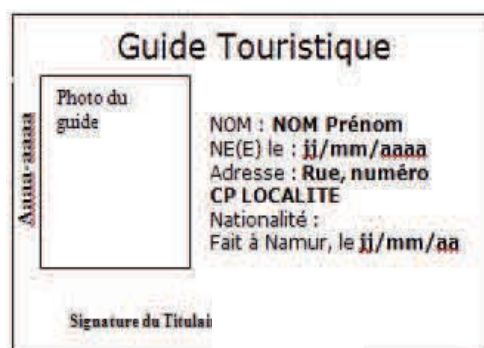 Guide Touristique
Photo du
guide
Aaaa-aaaa
NOM : NOM Prénom
NE(E) le : jj/mm/aaaa
Adresse : Rue, numéro
CP LOCALITE
Nationalité :
Fait à Namur, le jj/mm/aa
Signature du Titulair